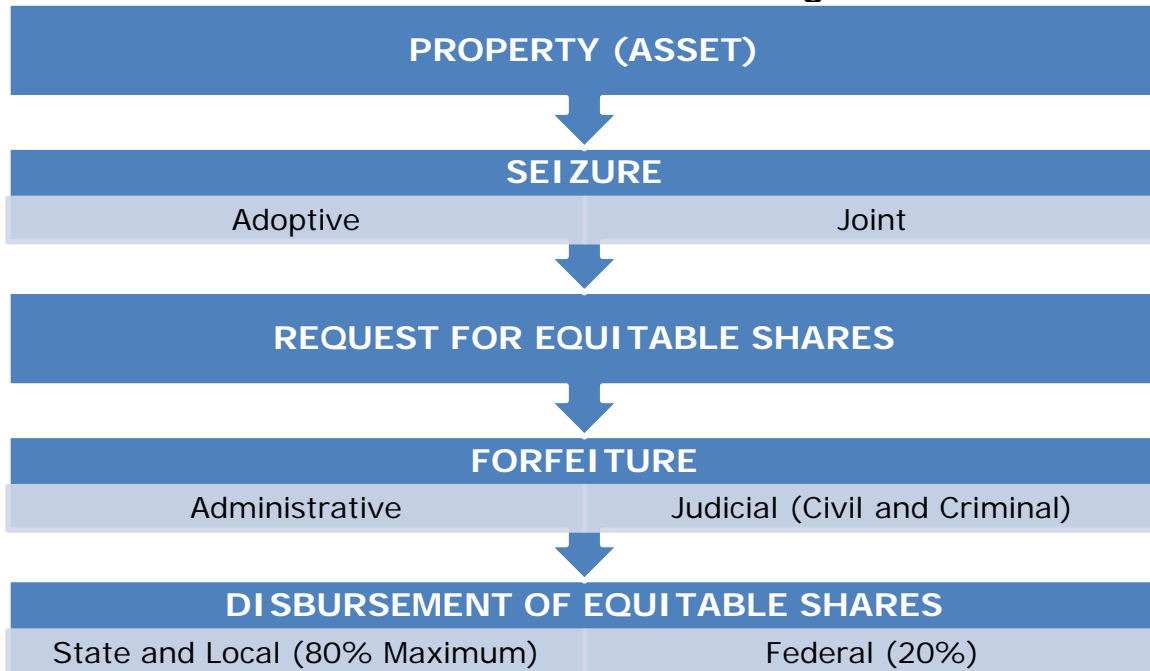 PROPERTY (ASSET)
SEIZURE
Adoptive
Joint
REQUEST FOR EQUITABLE SHARES
FORFEITURE
Administrative
Judicial (Civil and Criminal)
DISBURSEMENT OF EQUITABLE SHARES
State and Local (80% Maximum)
Federal (20%)